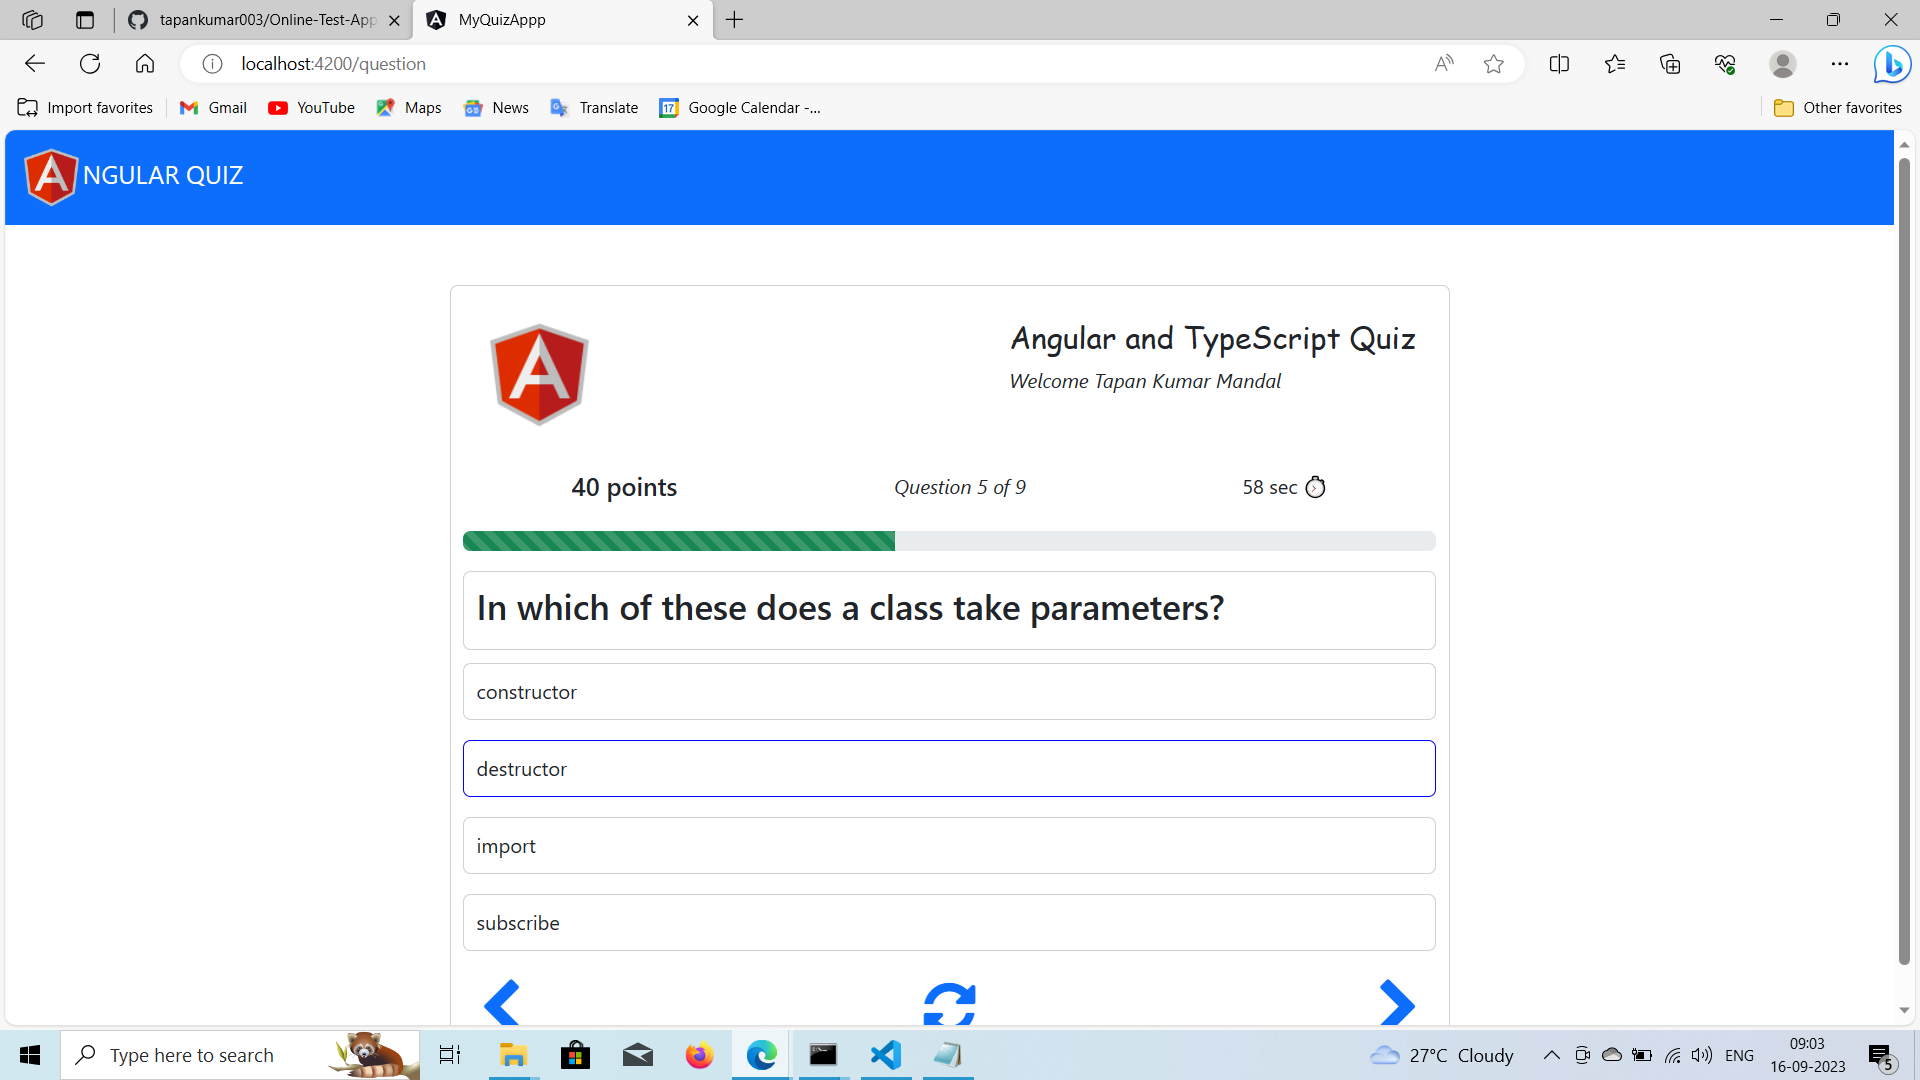 tapankumar003/Online-Test-App
MyQuizAppp
localhost:4200/question
Import favorites
Gmail
YouTube
Maps
News
Translate
17
Google Calendar -...
Other favorites
A
NGULAR QUIZ
A
Angular and TypeScript Quiz
Welcome Tapan Kumar Mandal
40 points
Question 5 of 9
58 sec
In which of these does a class take parameters?
constructor
destructor
import
subscribe
Type here to search
27°C Cloudy
ENG
09:03
16-09-2023
5